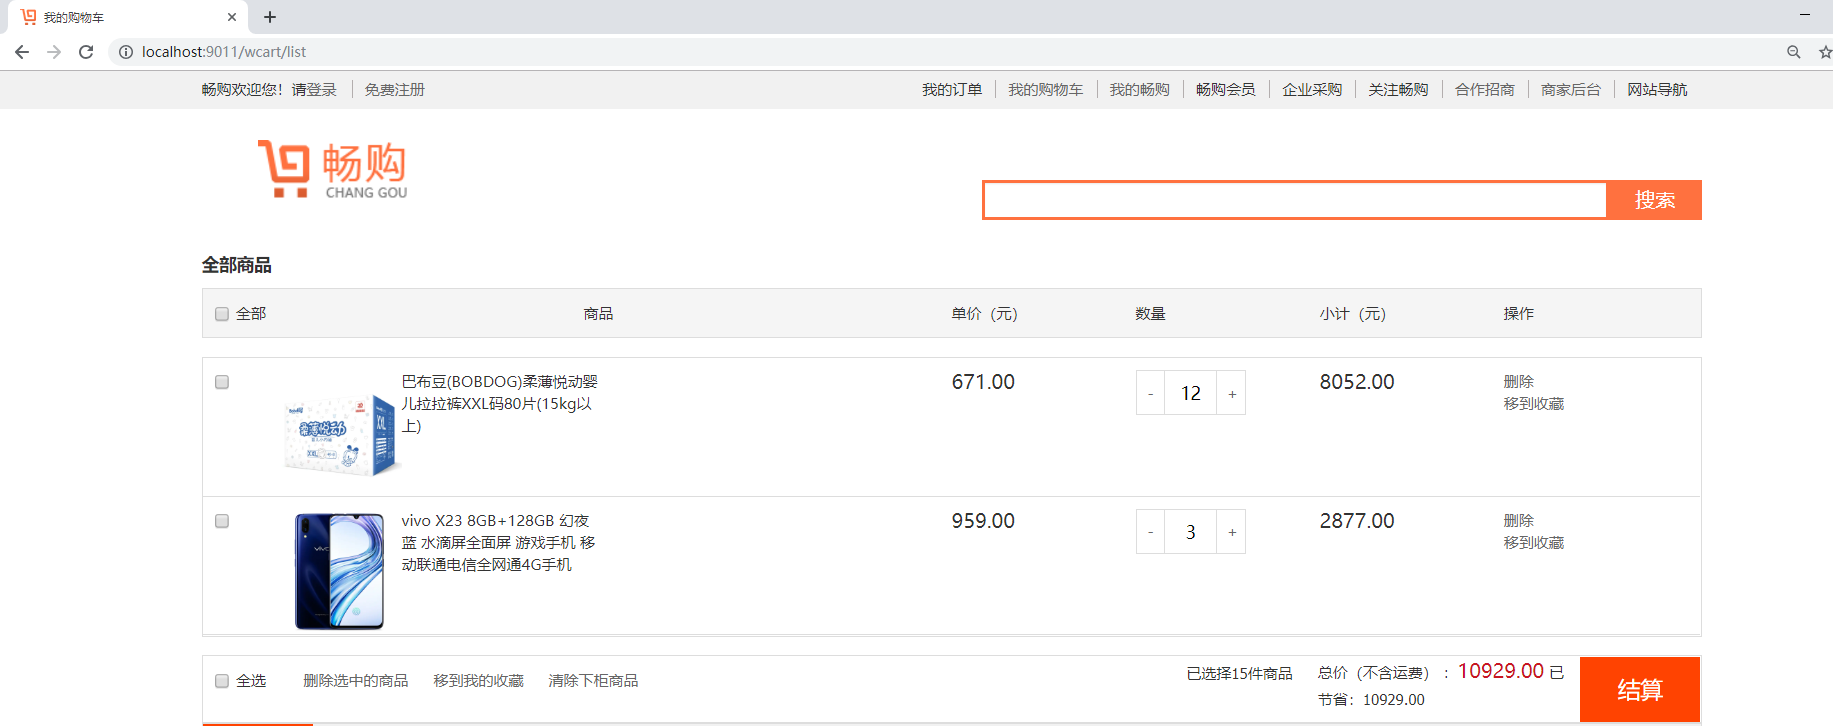 我的购物车
localhost:9011/wcart/list
畅购欢迎您！请登录 免费注册 我的订单 我的购物车 我的畅购 畅购会员 企业采购 关注畅购 合作招商 商家后台 网站导航
畅购
CHANG GOU
搜索
全部商品
全部 商品 单价（元） 数量 小计（元） 操作
巴布豆(BOBDOG)柔薄悦动婴 671.00 - 12 + 8052.00 删除
儿拉拉裤XXL码80片(15kg以 移到收藏
上)
柔薄悦动
XXL
vivo X23 8GB+128GB 幻夜 959.00 - 3 + 2877.00 删除
蓝 水滴屏全面屏 游戏手机 移 移到收藏
动联通电信全网通4G手机
vivo
全选 删除选中的商品 移到我的收藏 清除下柜商品 已选择15件商品 总价（不含运费） ：10929.00 已
节省：10929.00
结算